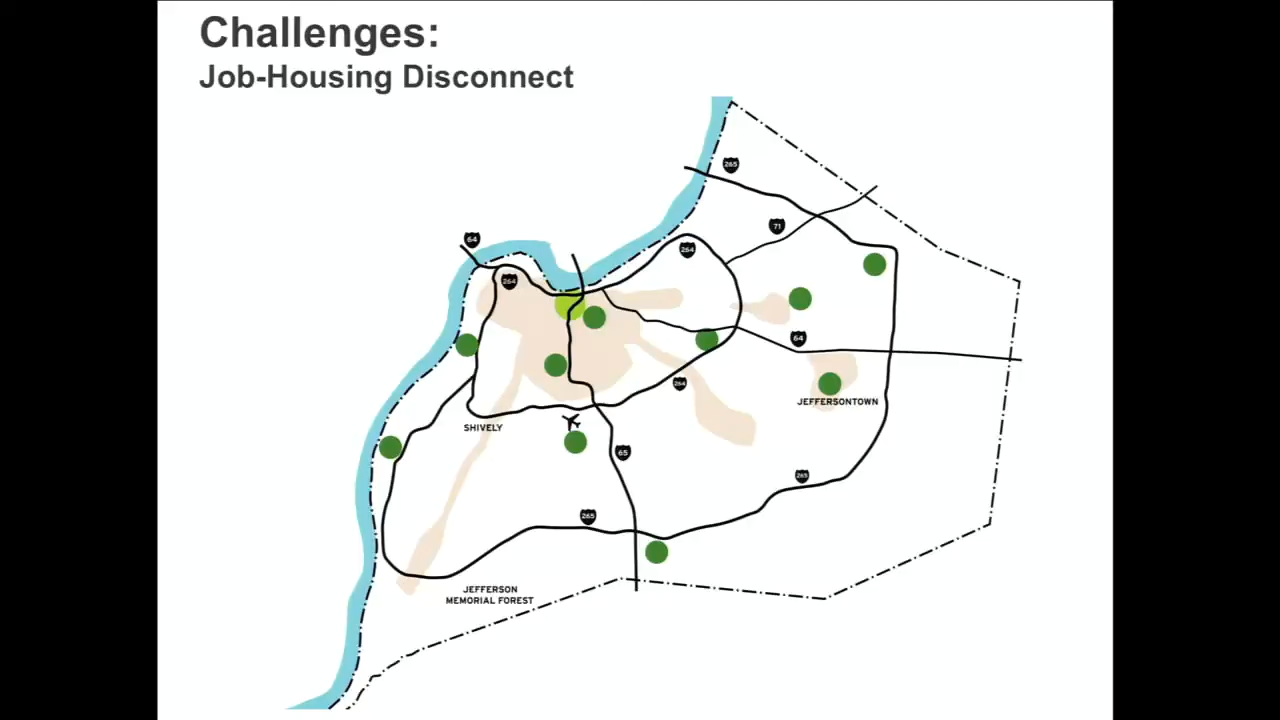 Challenges:
Job-Housing Disconnect
265
71
64
264
264
64
264
JEFFERSONTOWN
SHIVELY
65
265
265
JEFFERSON
MEMORIAL FOREST